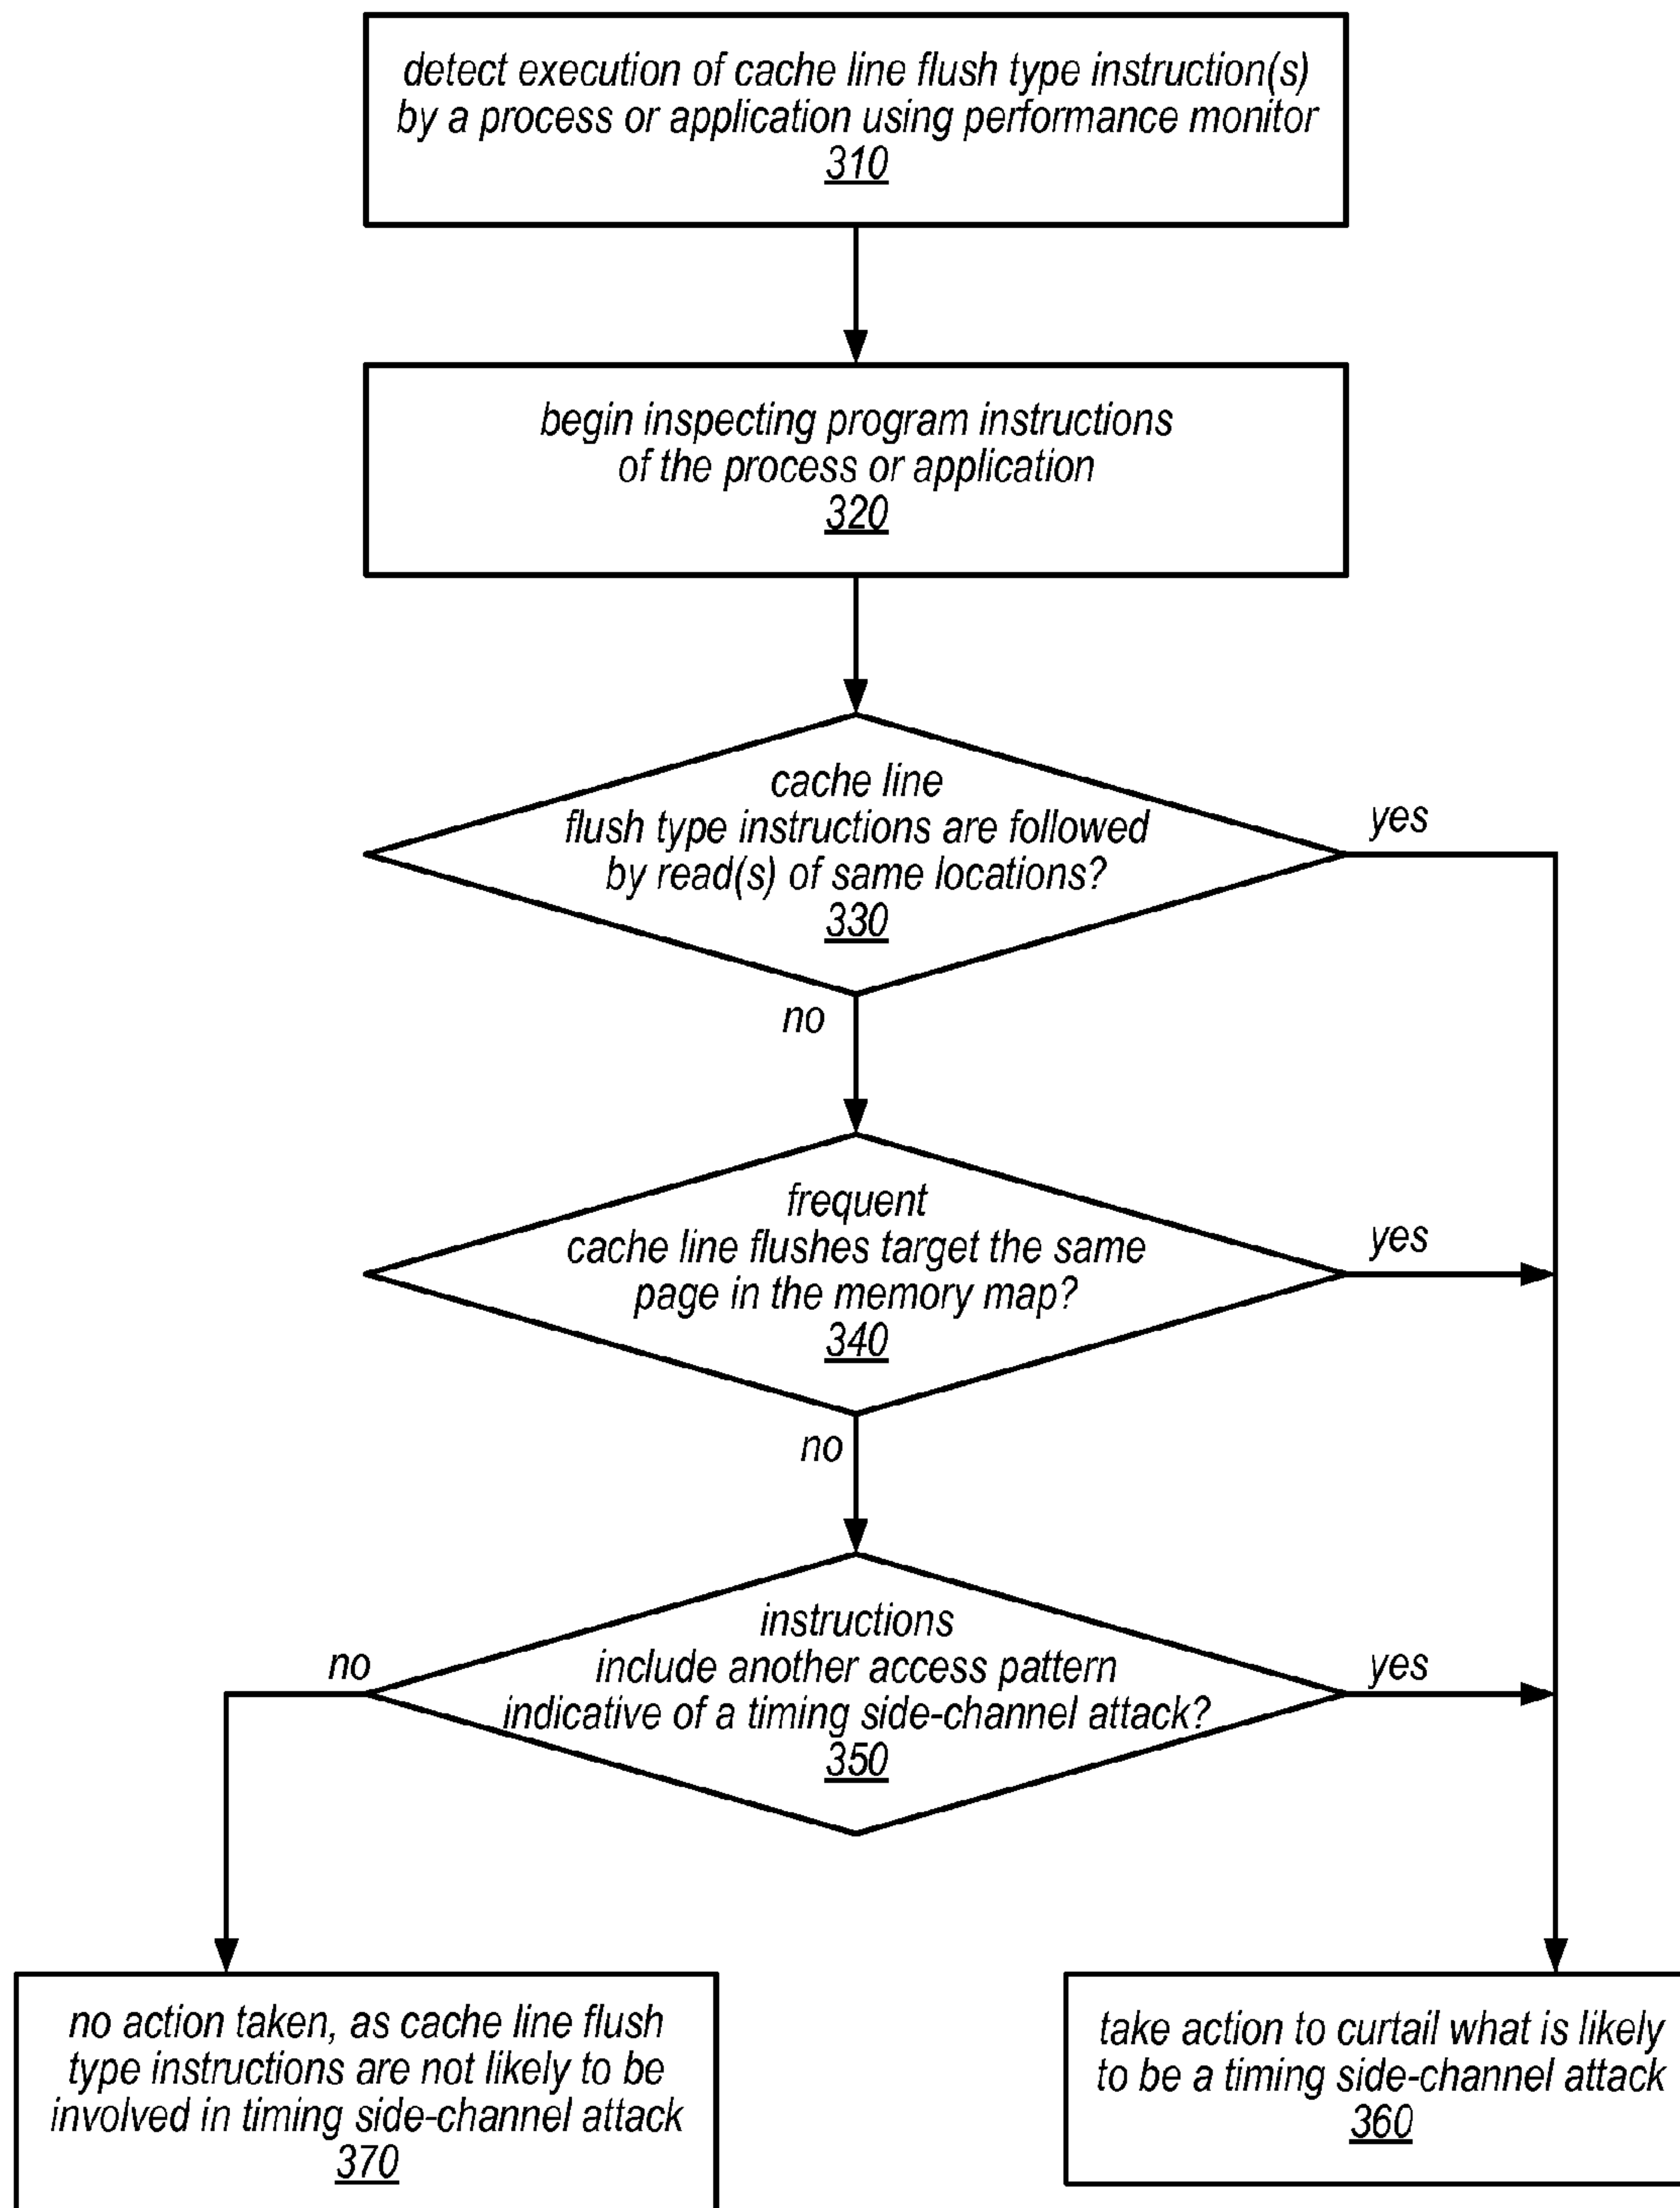 detect execution of cache line flush type instruction(s)
by a process or application using performance monitor
310
begin inspecting program instructions
of the process or application
320
cache line
flush type instructions are followed
by read(s) of same locations?
330
yes
no
frequent
cache line flushes target the same
page in the memory map?
340
yes
no
instructions
include another access pattern
indicative of a timing side-channel attack?
350
no
yes
no action taken, as cache line flush
type instructions are not likely to be
involved in timing side-channel attack
370
take action to curtail what is likely
to be a timing side-channel attack
360